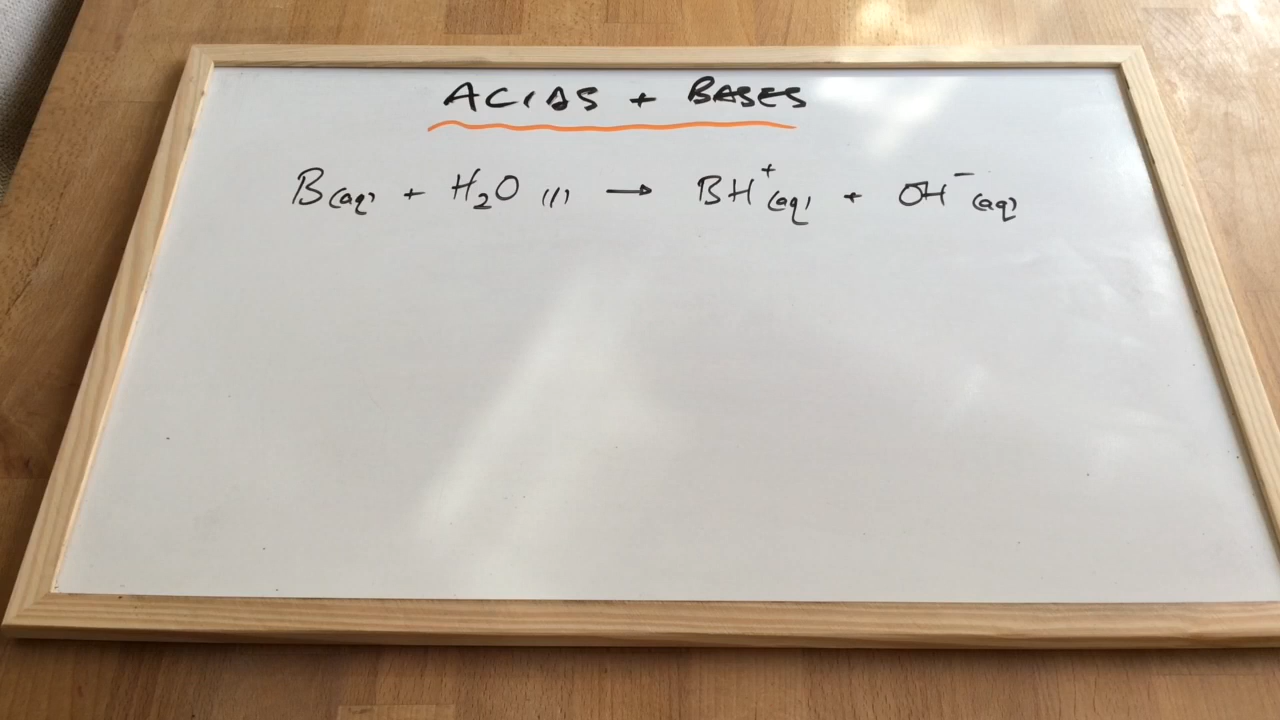 ACIDS + BASES
B(aq) + H₂O (l) → BH⁺(aq) + OH⁻(aq)